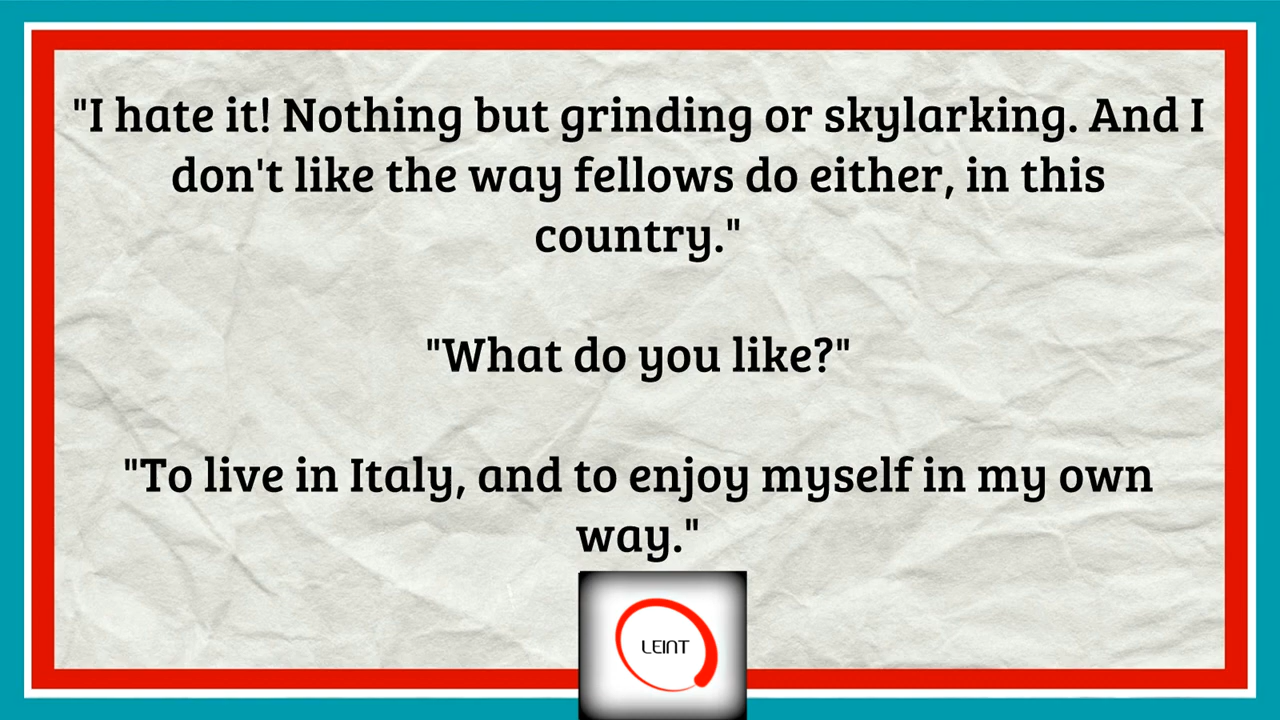 "I hate it! Nothing but grinding or skylarking. And I
don't like the way fellows do either, in this
country."
"What do you like?"
"To live in Italy, and to enjoy myself in my own
way."
LEINT